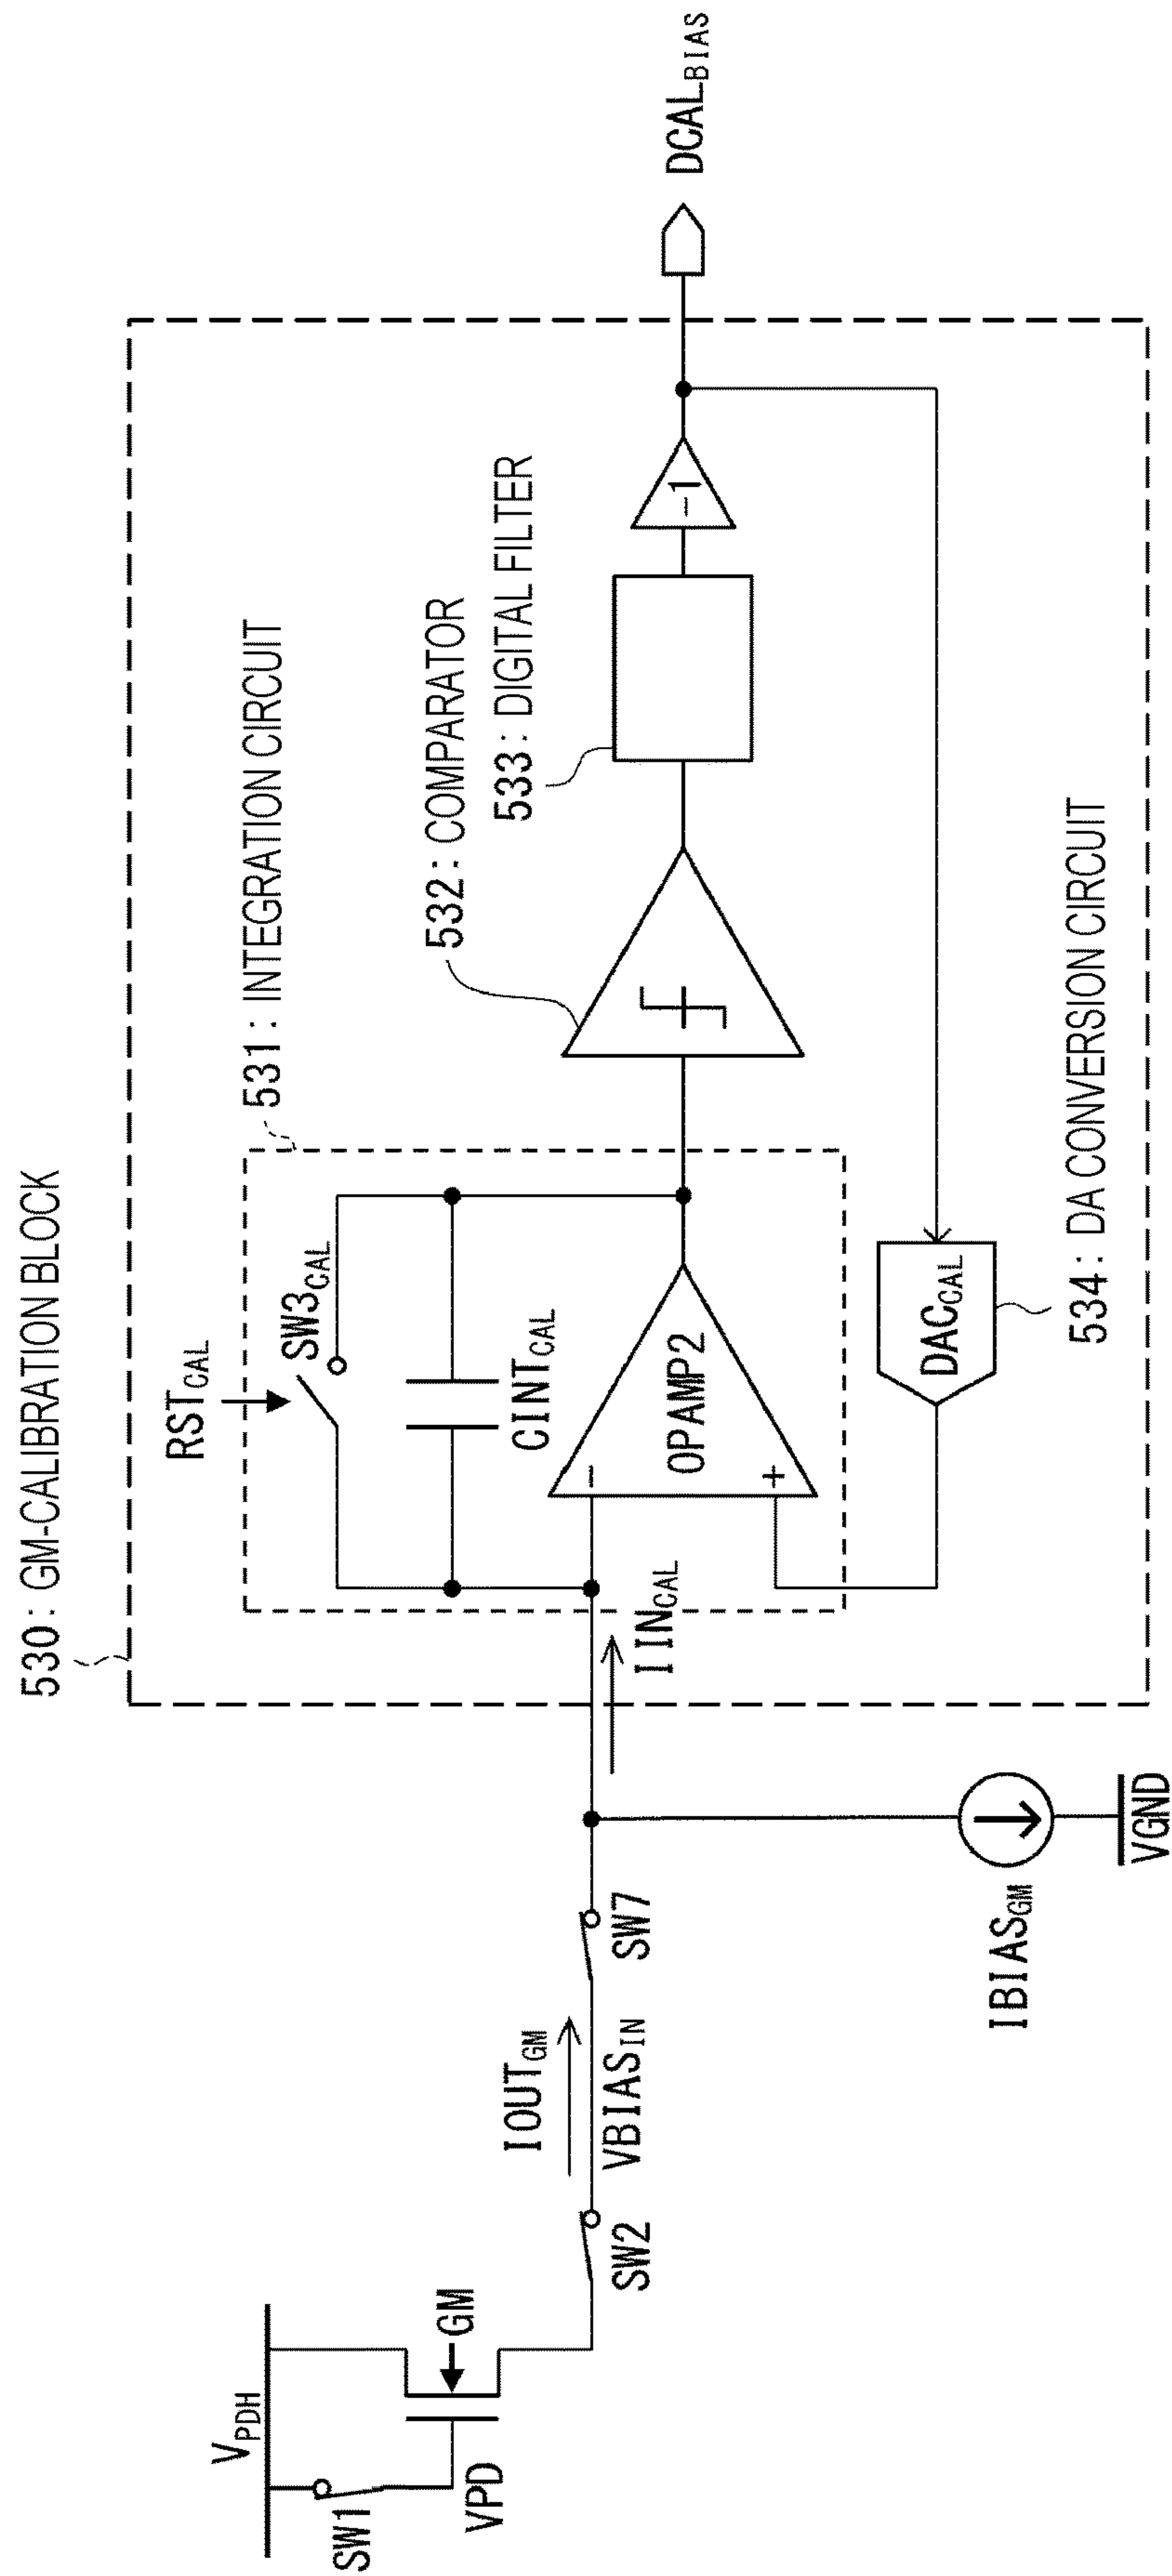 530 : GM-CALIBRATION BLOCK
531 : INTEGRATION CIRCUIT
RSTCAL
SW3CAL
532 : COMPARATOR
533 : DIGITAL FILTER
CINTCAL
VPDH
SW1
VPD
GM
SW2
IOUTGM
VBIASIN
SW7
IINCAL
-
+
OPAMP2
-1
DCALBIAS
IBIASGM
VGND
DACCAL
534 : DA CONVERSION CIRCUIT